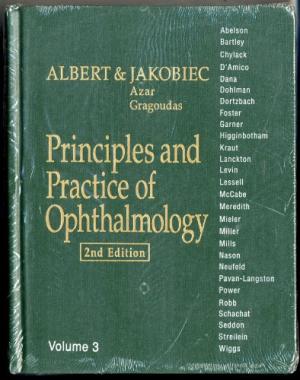 ALBERT & JAKOBIEC
Azar
Gragoudas
Principles and
Practice of
Ophthalmology
2nd Edition
Volume 3
Abelson
Bartley
Chylack
D'Amico
Dana
Dohlman
Dortzbach
Foster
Garner
Higginbotham
Kraut
Lanckton
Levin
Lessell
McCabe
Meredith
Mieler
Miller
Mills
Nason
Neufeld
Pavan-Langston
Power
Robb
Schachat
Seddon
Streilein
Wiggs